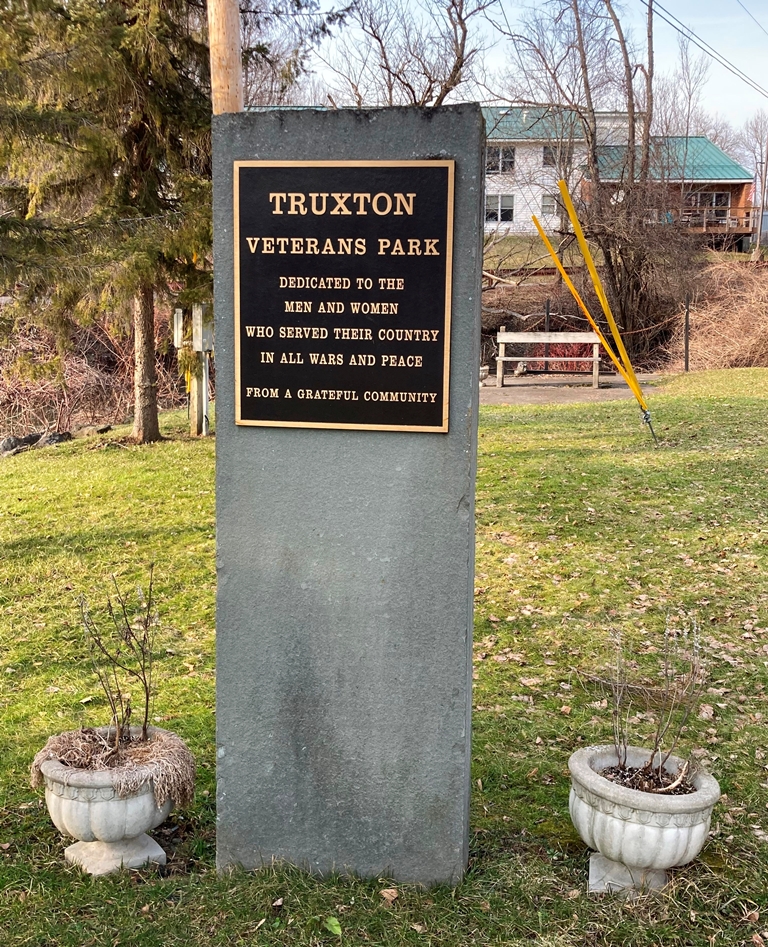 TRUXTON
VETERANS PARK
DEDICATED TO THE
MEN AND WOMEN
WHO SERVED THEIR COUNTRY
IN ALL WARS AND PEACE
FROM A GRATEFUL COMMUNITY